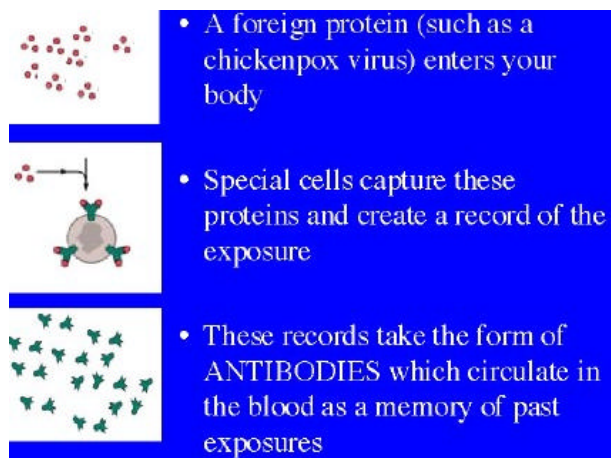 • A foreign protein (such as a
chickenpox virus) enters your
body
• Special cells capture these
proteins and create a record of the
exposure
• These records take the form of
ANTIBODIES which circulate in
the blood as a memory of past
exposures